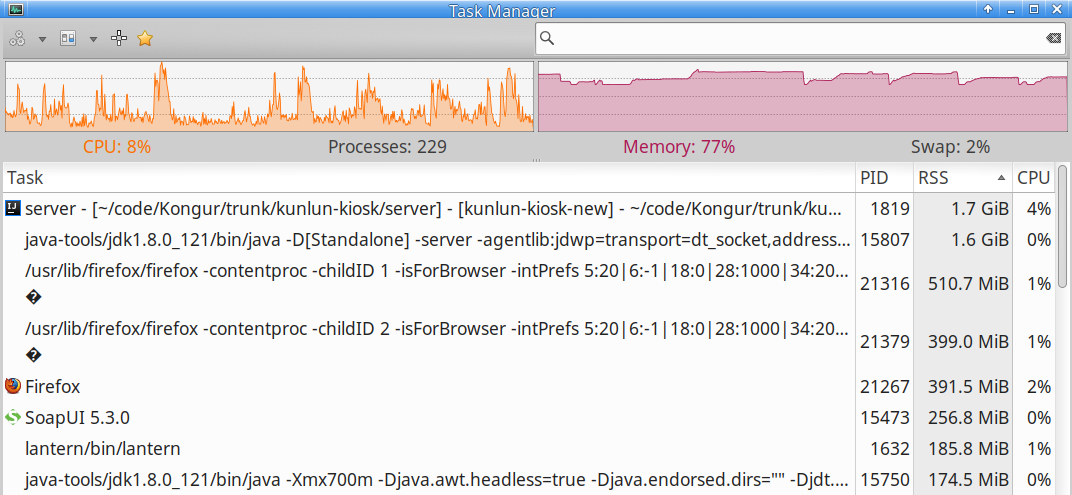 Task Manager
CPU: 8% Processes: 229 Memory: 77% Swap: 2%
Task PID RSS CPU
server - [~/code/Kongur/trunk/kunlun-kiosk/server] - [kunlun-kiosk-new] - ~/code/Kongur/trunk/ku... 1819 1.7 GiB 4%
java-tools/jdk1.8.0_121/bin/java -D[Standalone] -server -agentlib:jdwp=transport=dt_socket,address... 15807 1.6 GiB 0%
/usr/lib/firefox/firefox -contentproc -childID 1 -isForBrowser -intPrefs 5:20|6:-1|18:0|28:1000|34:20... 21316 510.7 MiB 1%
�
/usr/lib/firefox/firefox -contentproc -childID 2 -isForBrowser -intPrefs 5:20|6:-1|18:0|28:1000|34:20... 21379 399.0 MiB 1%
�
Firefox 21267 391.5 MiB 2%
SoapUI 5.3.0 15473 256.8 MiB 0%
lantern/bin/lantern 1632 185.8 MiB 1%
java-tools/jdk1.8.0_121/bin/java -Xmx700m -Djava.awt.headless=true -Djava.endorsed.dirs="" -Djdt.... 15750 174.5 MiB 0%